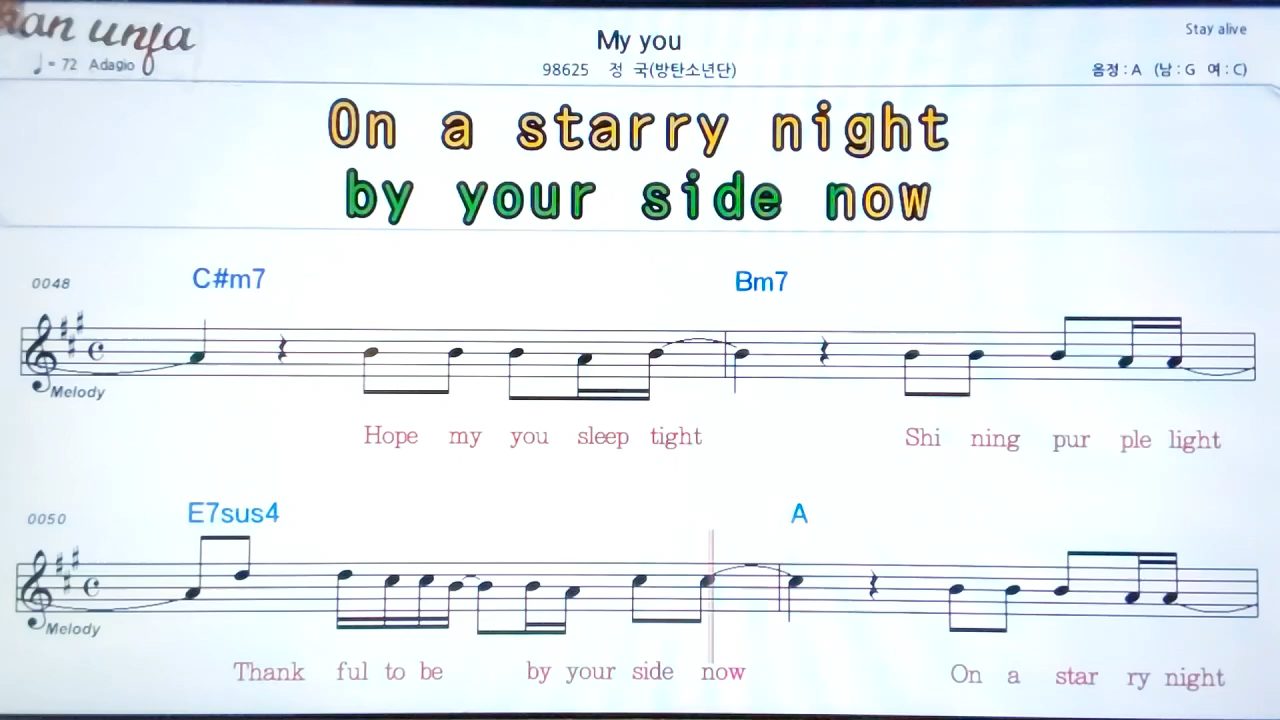 an unfa
My you
Stay alive
♩ = 72 Adagio
98625 정 국(방탄소년단)
음정 : A (남 : G 여 : C)
On a starry night
by your side now
0048 C#m7 Bm7
Melody
Hope my you sleep tight Shi ning pur ple light
0050 E7sus4 A
Melody
Thank ful to be by your side now On a star ry night